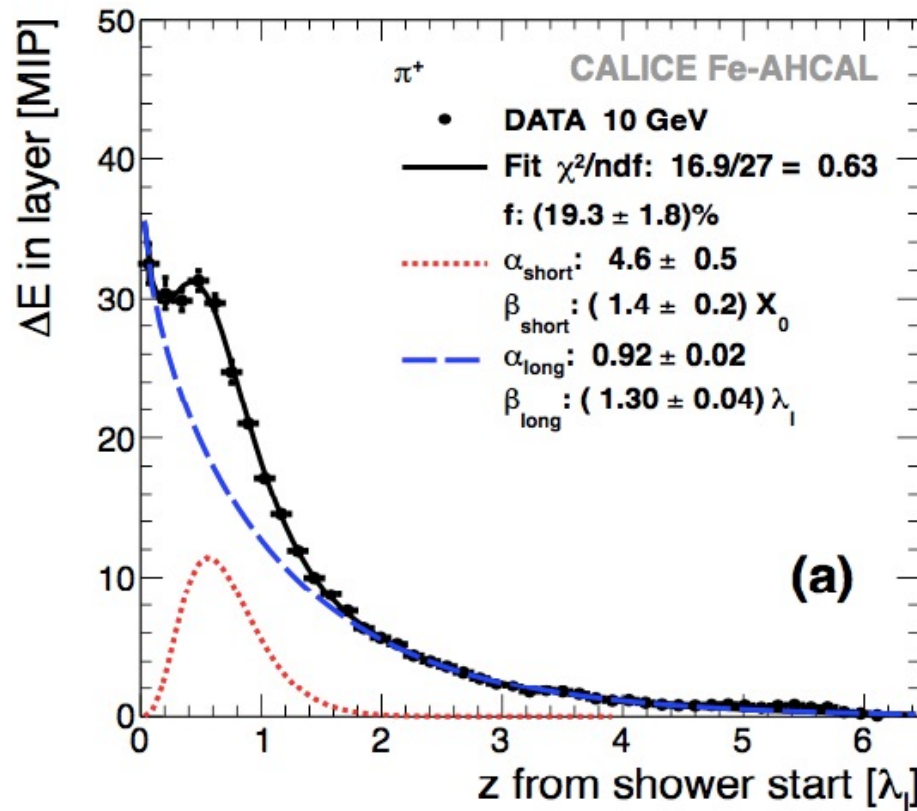 50
40
30
20
10
0
ΔE in layer [MIP]
π⁺ CALICE Fe-AHCAL
DATA 10 GeV
Fit χ²/ndf: 16.9/27 = 0.63
f: (19.3 ± 1.8)%
α_short: 4.6 ± 0.5
β_short: ( 1.4 ± 0.2) X₀
α_long: 0.92 ± 0.02
β_long: ( 1.30 ± 0.04) λ_I
(a)
0 1 2 3 4 5 6
z from shower start [λ_I]